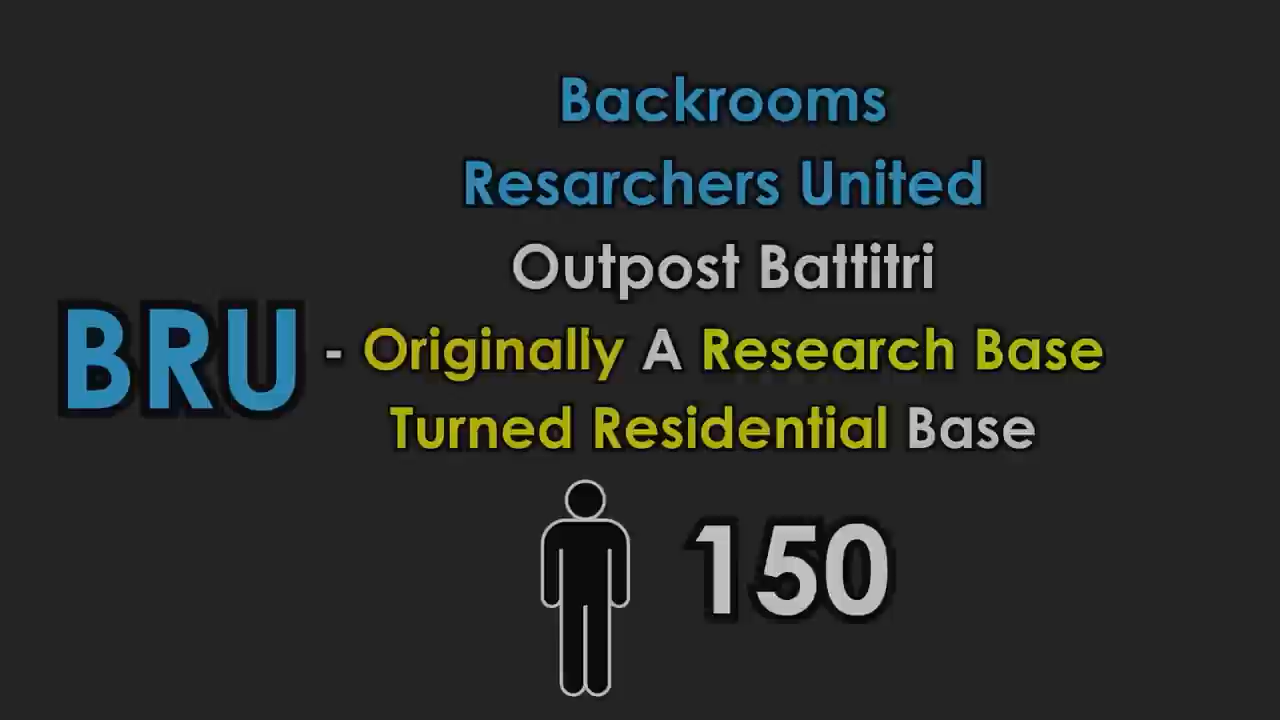 Backrooms
Resarchers United
Outpost Battitri
BRU - Originally A Research Base
Turned Residential Base
150